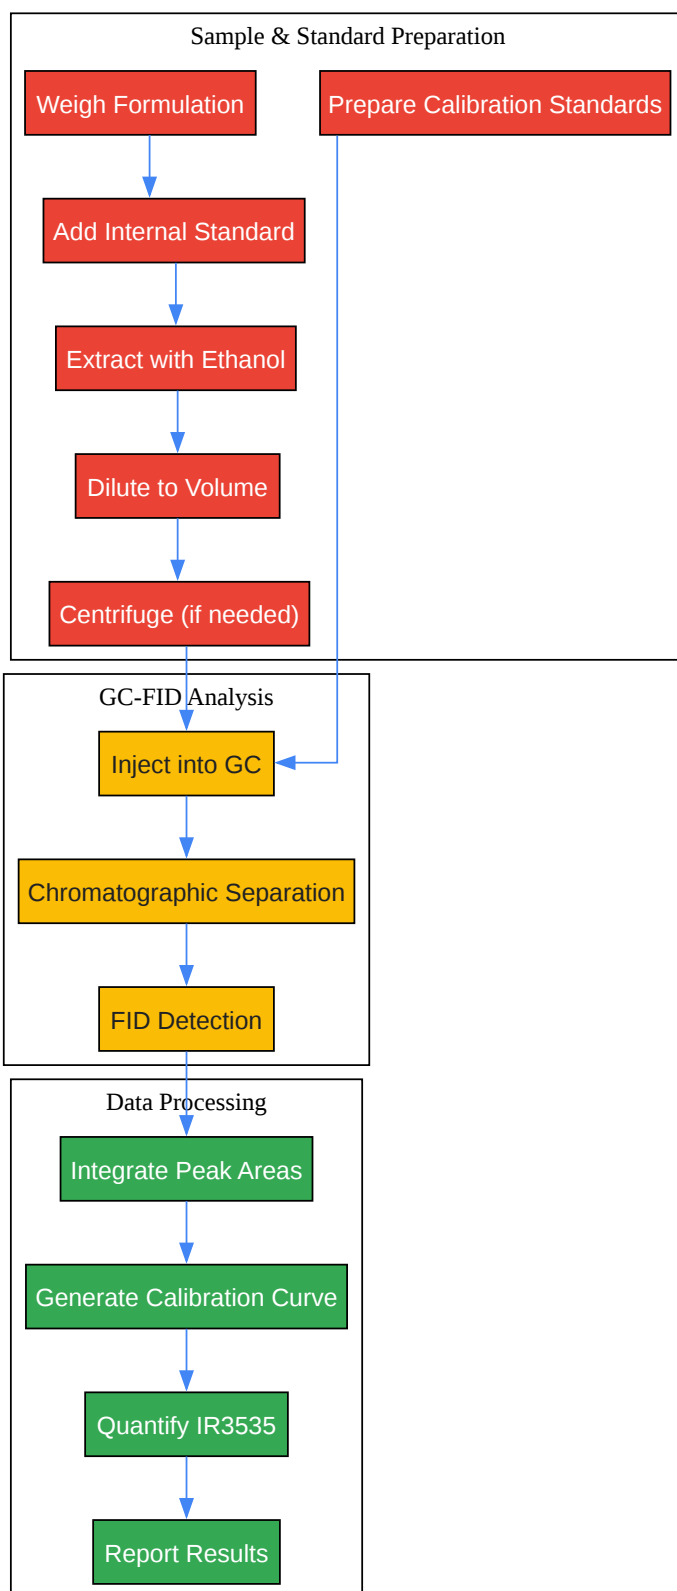 Sample & Standard Preparation
Weigh Formulation
Prepare Calibration Standards
Add Internal Standard
Extract with Ethanol
Dilute to Volume
Centrifuge (if needed)
GC-FID Analysis
Inject into GC
Chromatographic Separation
FID Detection
Data Processing
Integrate Peak Areas
Generate Calibration Curve
Quantify IR3535
Report Results